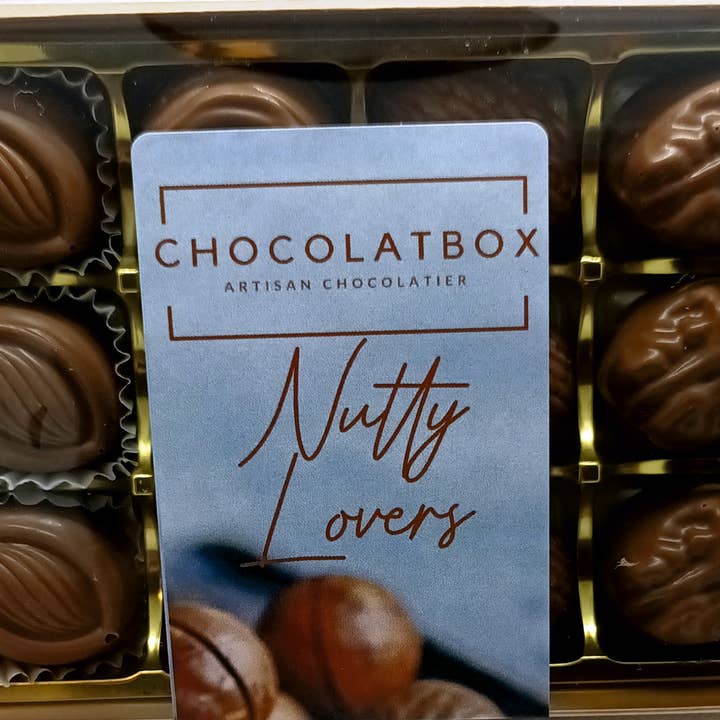 CHOCOLATBOX
ARTISAN CHOCOLATIER
Nutty
Lovers